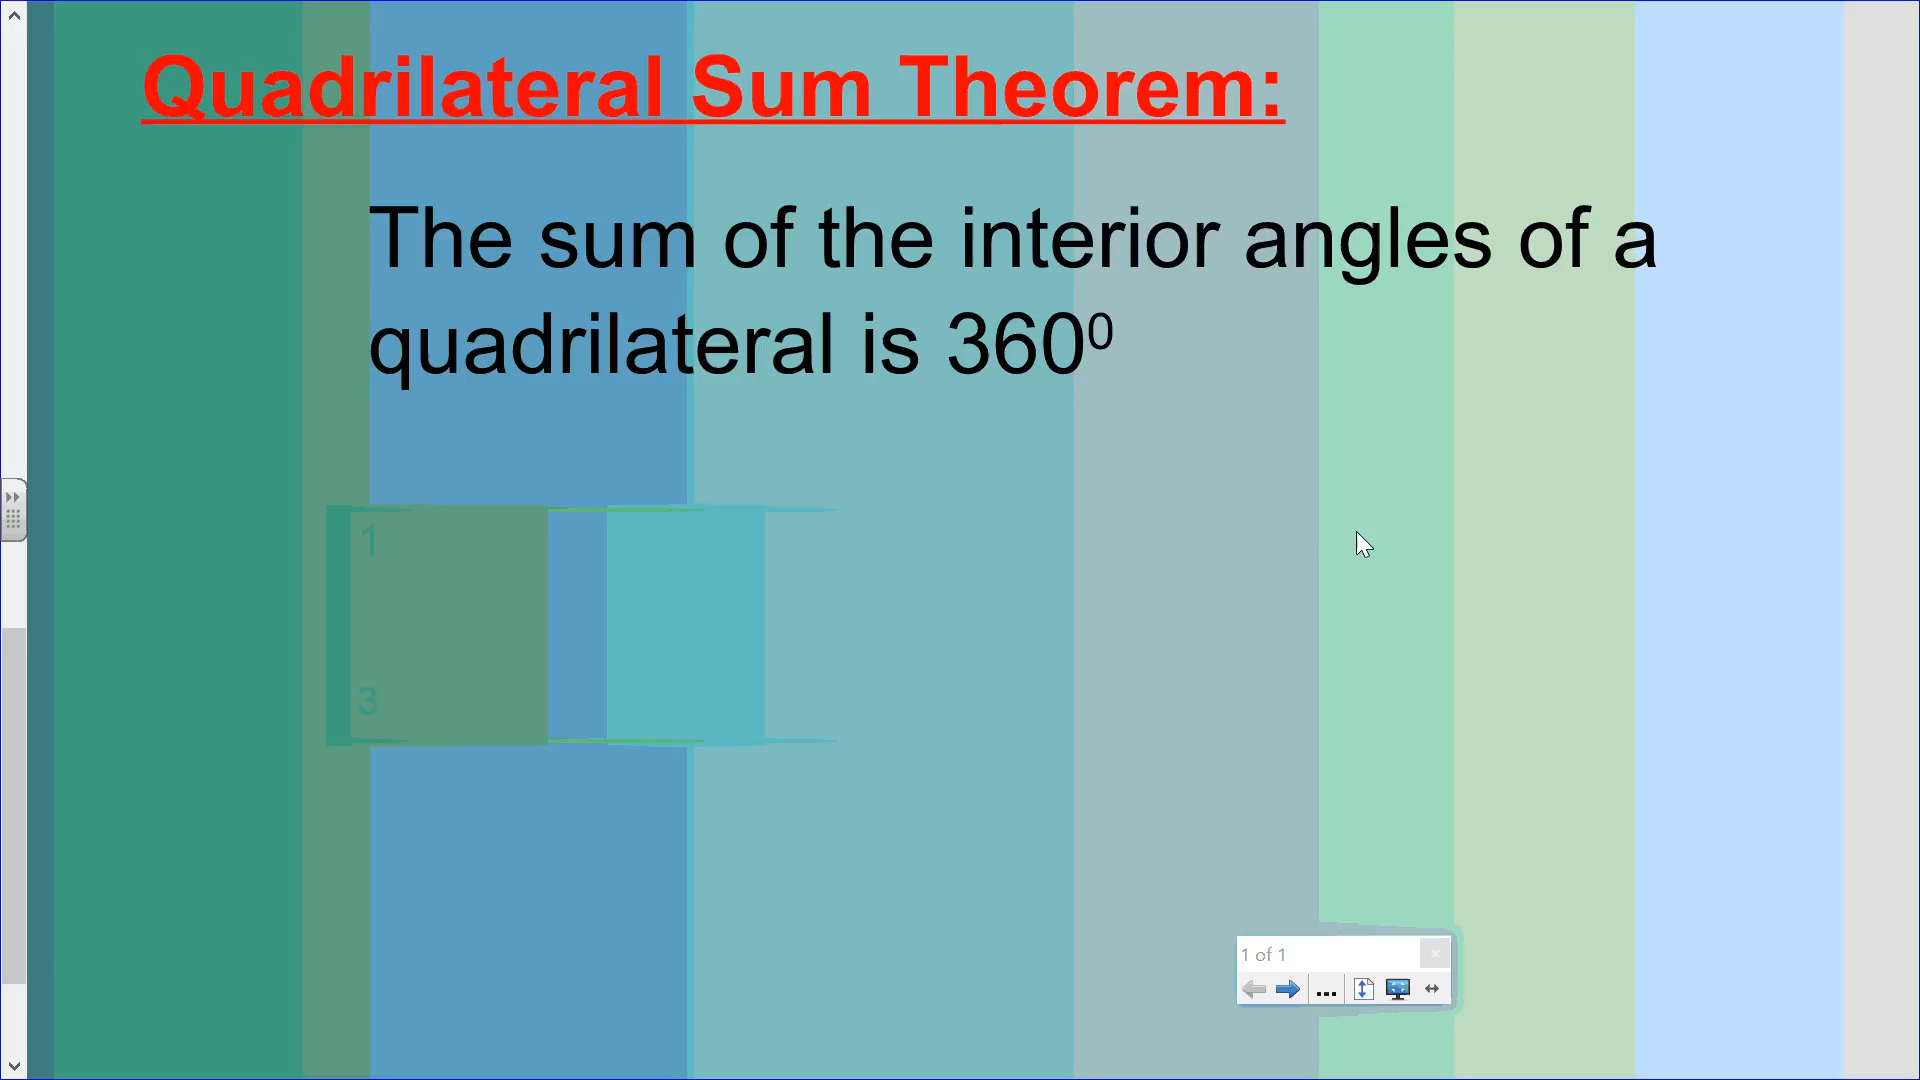 Quadrilateral Sum Theorem:
The sum of the interior angles of a
quadrilateral is 360⁰
1
3
1 of 1
...